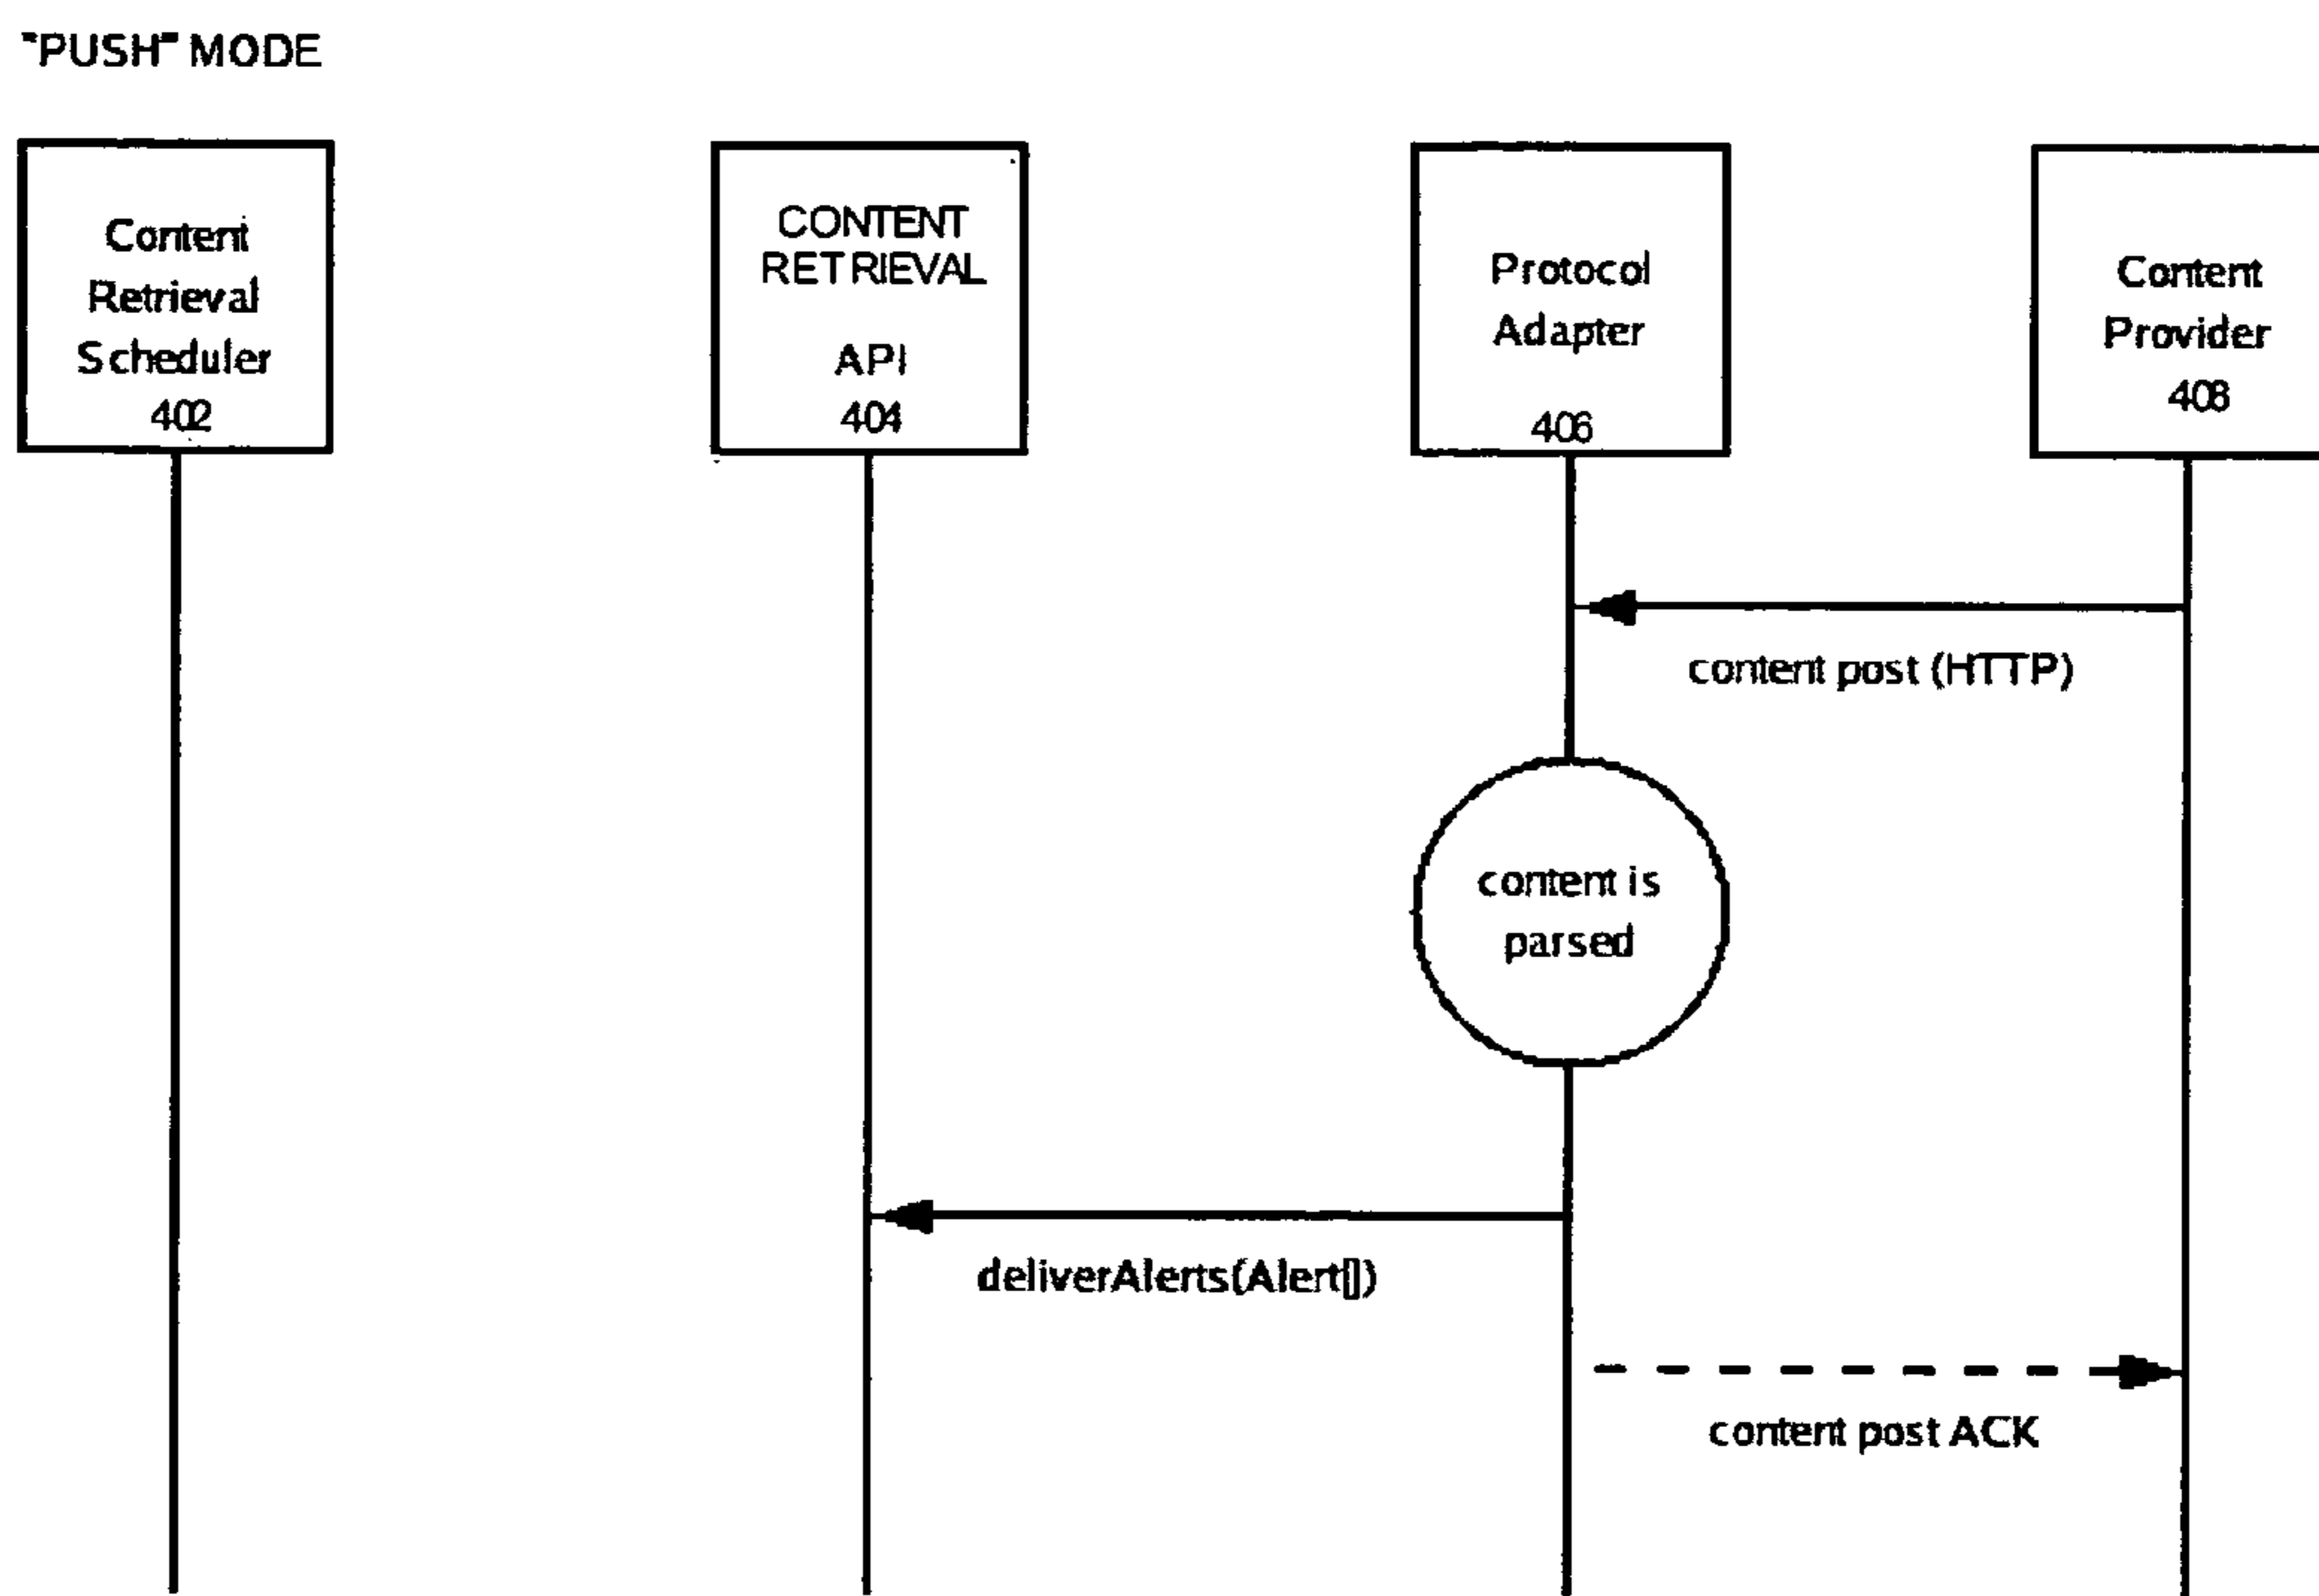 "PUSH" MODE
Content
Retrieval
Scheduler
402
CONTENT
RETRIEVAL
API
404
Protocol
Adapter
406
Content
Provider
408
content post (HTTP)
content is
parsed
deliverAlerts(Alert[])
content post ACK